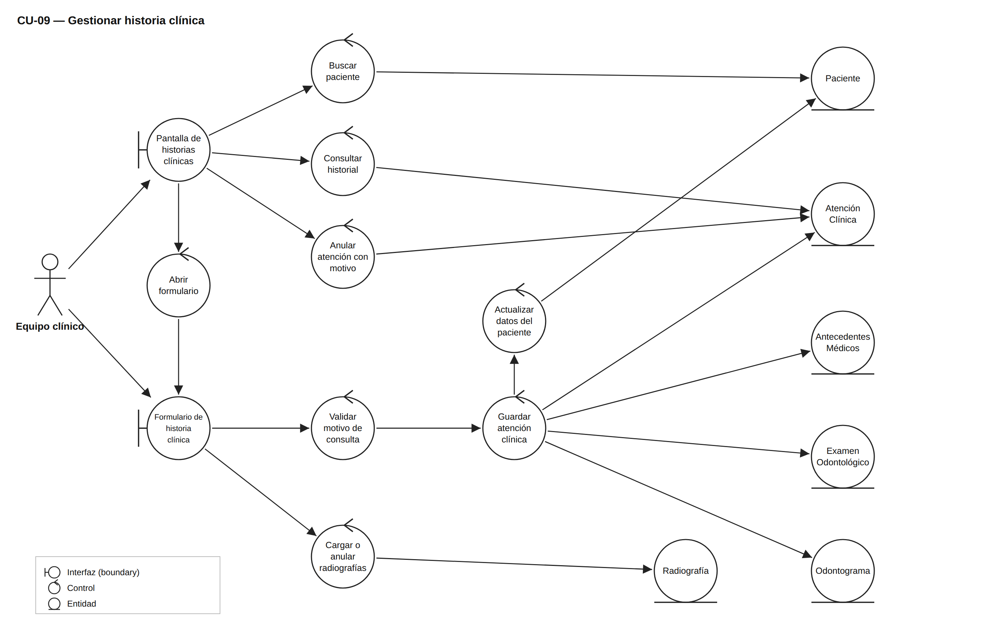 CU-09 — Gestionar historia clínica
Buscar
paciente
Paciente
Pantalla de
historias
clínicas
Consultar
historial
Atención
Clínica
Anular
atención con
motivo
Abrir
formulario
Equipo clínico
Actualizar
datos del
paciente
Antecedentes
Médicos
Formulario de
historia
clínica
Validar
motivo de
consulta
Guardar
atención
clínica
Examen
Odontológico
Cargar o
anular
radiografías
Radiografía
Odontograma
Interfaz (boundary)
Control
Entidad